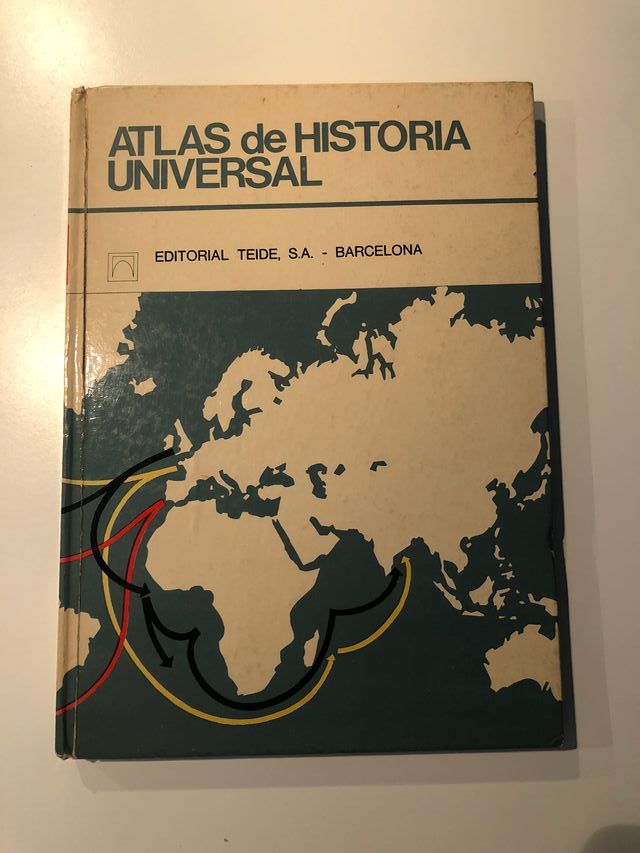 ATLAS de HISTORIA
UNIVERSAL
EDITORIAL TEIDE, S.A. - BARCELONA